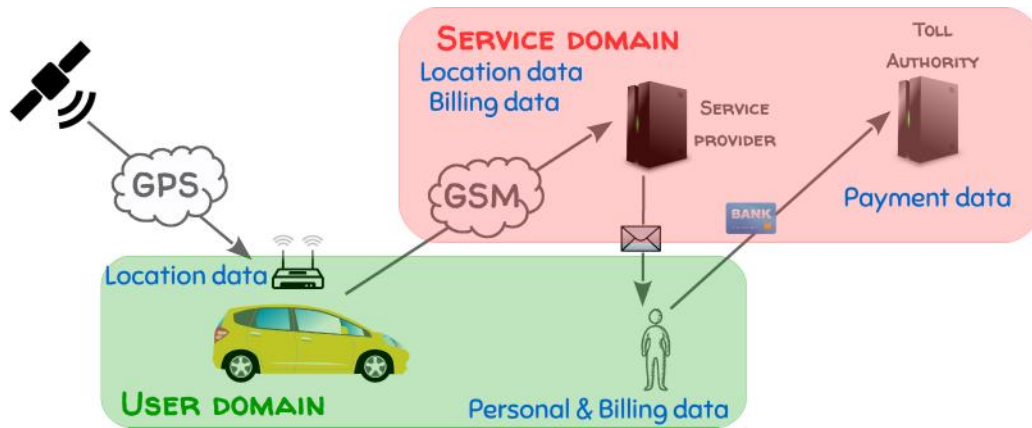 SERVICE DOMAIN
Location data
Billing data
SERVICE
PROVIDER
TOLL
AUTHORITY
Payment data
GPS
GSM
BANK
Location data
USER DOMAIN
Personal & Billing data